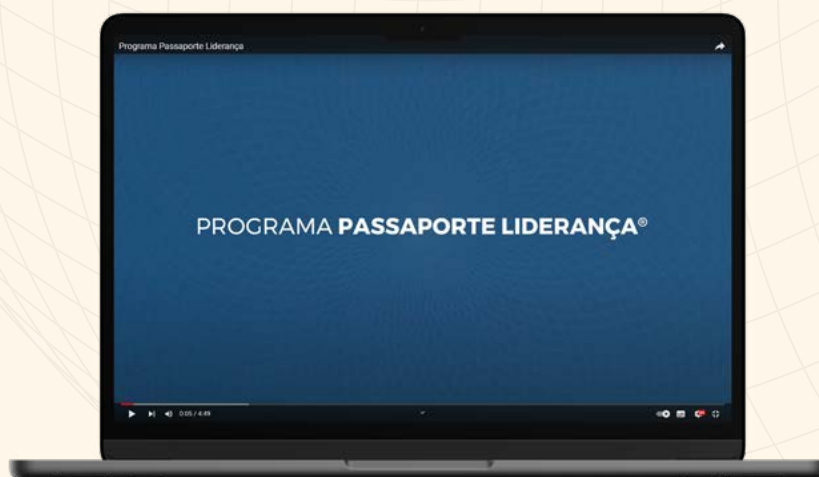 Programa Passaporte Liderança
PROGRAMA PASSAPORTE LIDERANÇA®
0:05 / 4:49